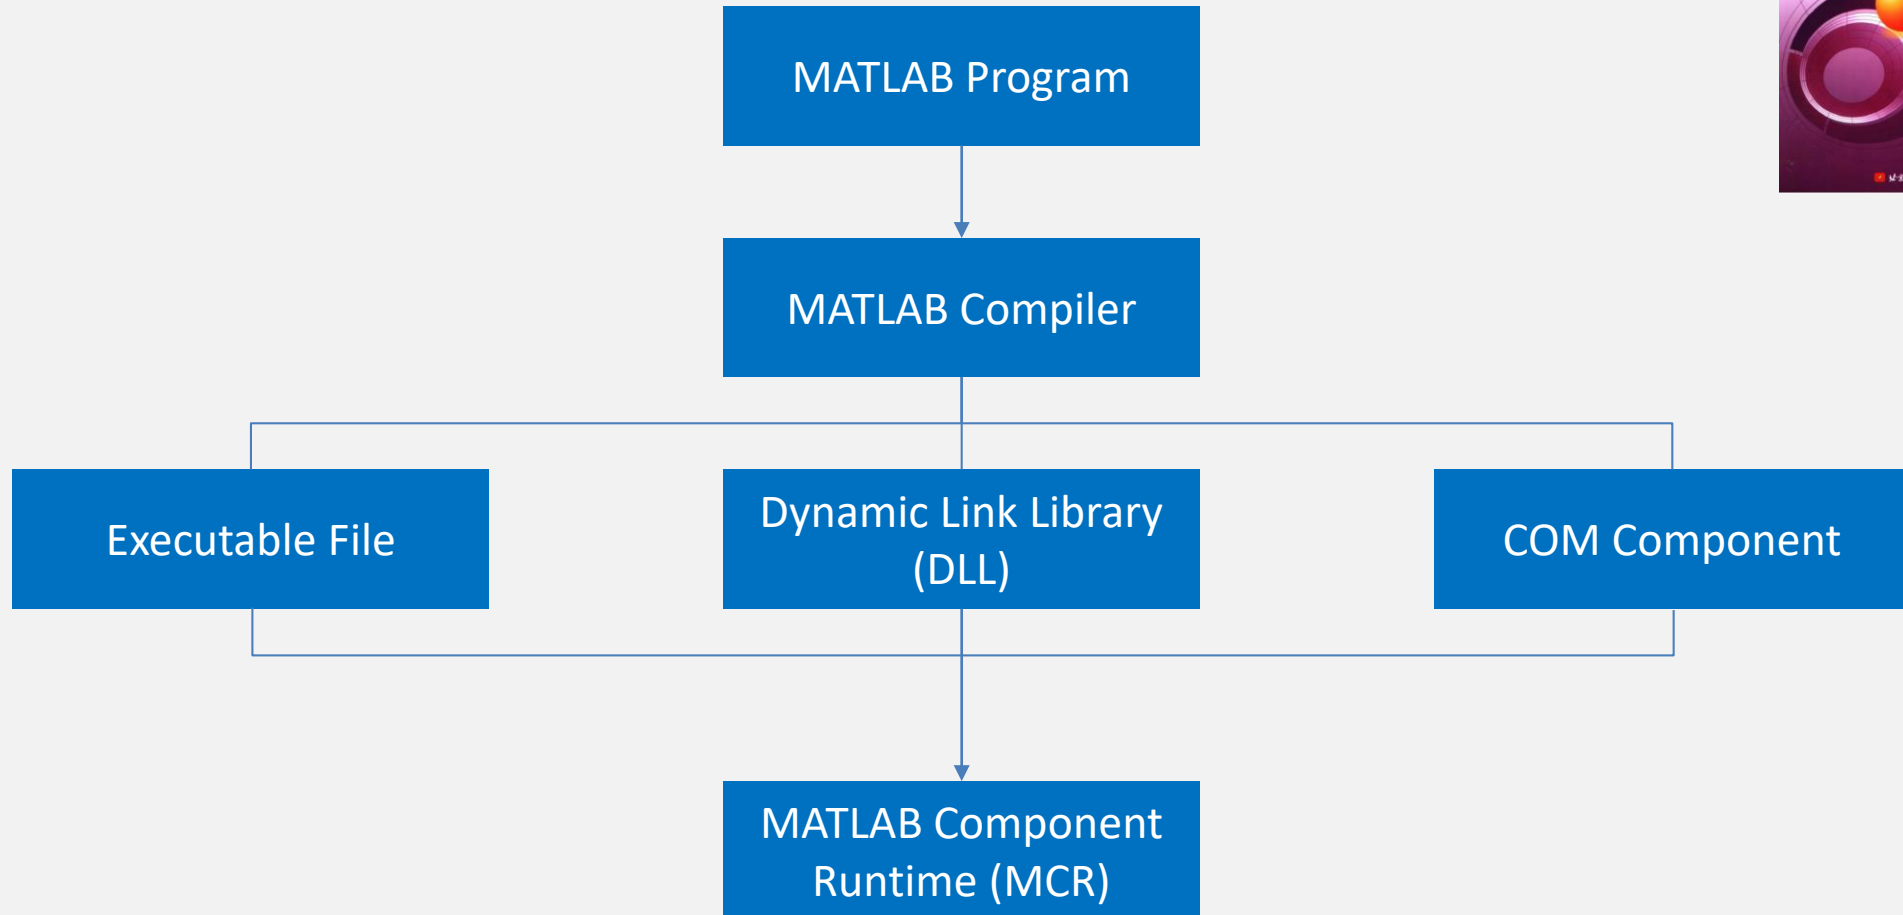 MATLAB Program
MATLAB Compiler
Executable File
Dynamic Link Library
(DLL)
COM Component
MATLAB Component
Runtime (MCR)